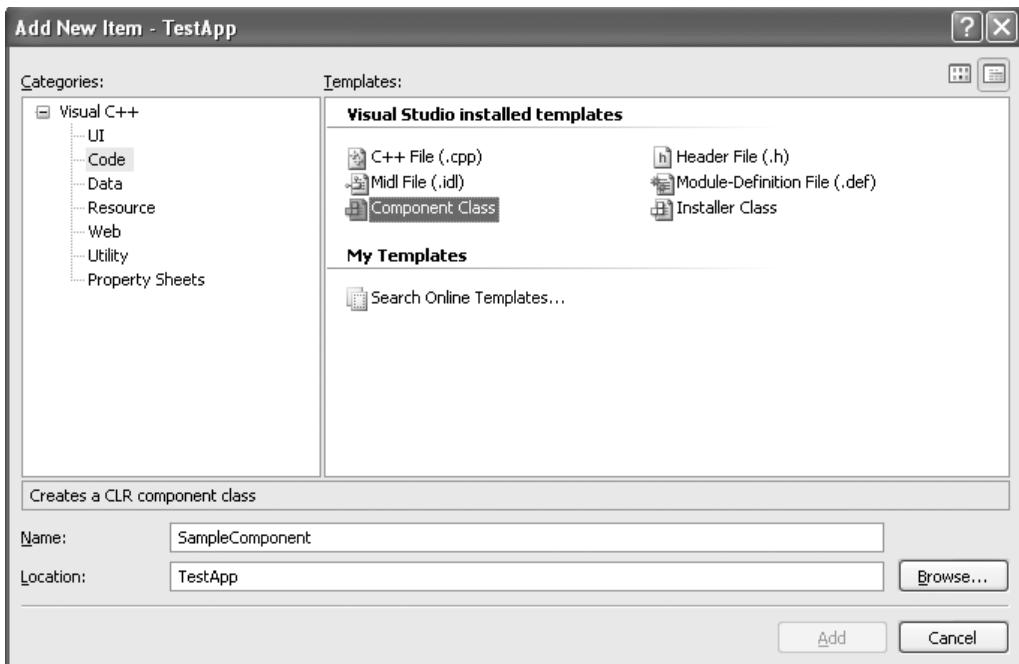 Add New Item - TestApp
Categories:
Templates:
Visual C++
UI
Code
Data
Resource
Web
Utility
Property Sheets
Visual Studio installed templates
C++ File (.cpp)
Header File (.h)
Midl File (.idl)
Module-Definition File (.def)
Component Class
Installer Class
My Templates
Search Online Templates...
Creates a CLR component class
Name: SampleComponent
Location: TestApp Browse...
Add Cancel